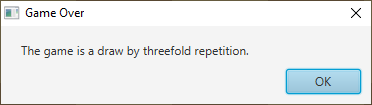 Game Over
The game is a draw by threefold repetition.
OK